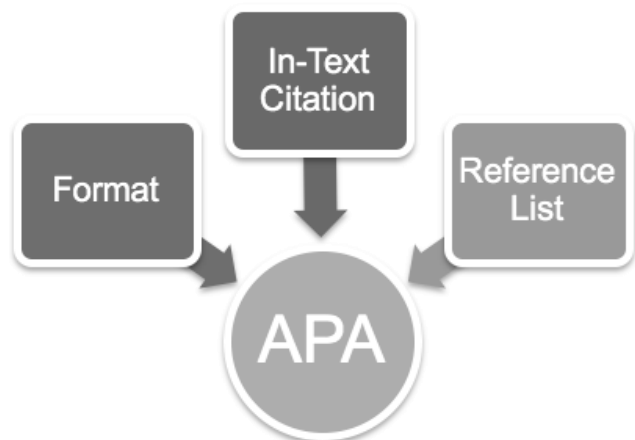 In-Text
Citation
Format
Reference
List
APA